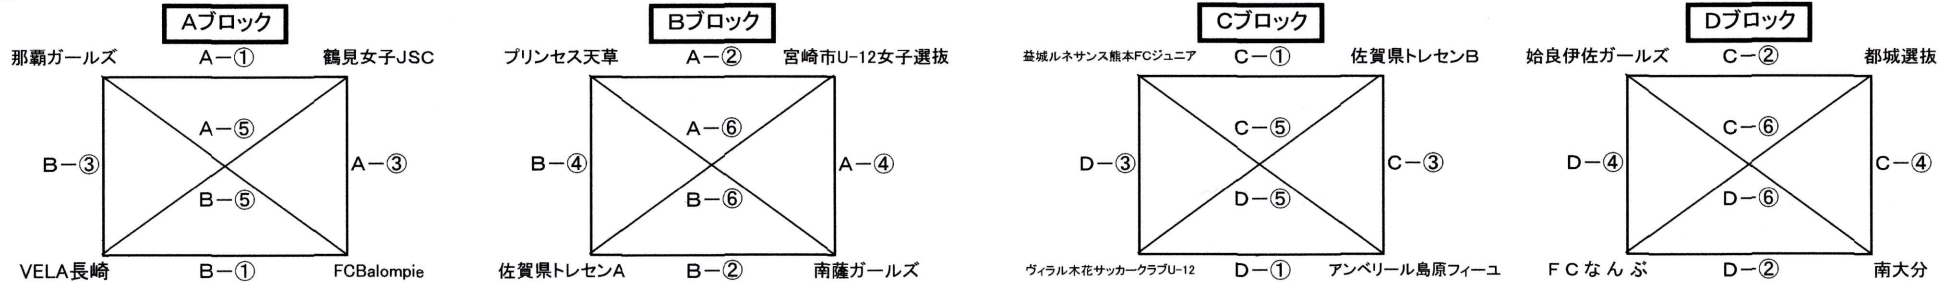 Aブロック
Bブロック
Cブロック
Dブロック
那覇ガールズ A－① 鶴見女子JSC
プリンセス天草 A－② 宮崎市U-12女子選抜
益城ルネサンス熊本FCジュニア C－① 佐賀県トレセンB
姶良伊佐ガールズ C－② 都城選抜
A－⑤
A－⑥
C－⑤
C－⑥
B－③ A－③
B－④ A－④
D－③ C－③
D－④ C－④
B－⑤
B－⑥
D－⑤
D－⑥
VELA長崎 B－① FCBalompie
佐賀県トレセンA B－② 南薩ガールズ
ヴィラル木花サッカークラブU-12 D－① アンベリール島原フィーユ
FCなんぶ D－② 南大分